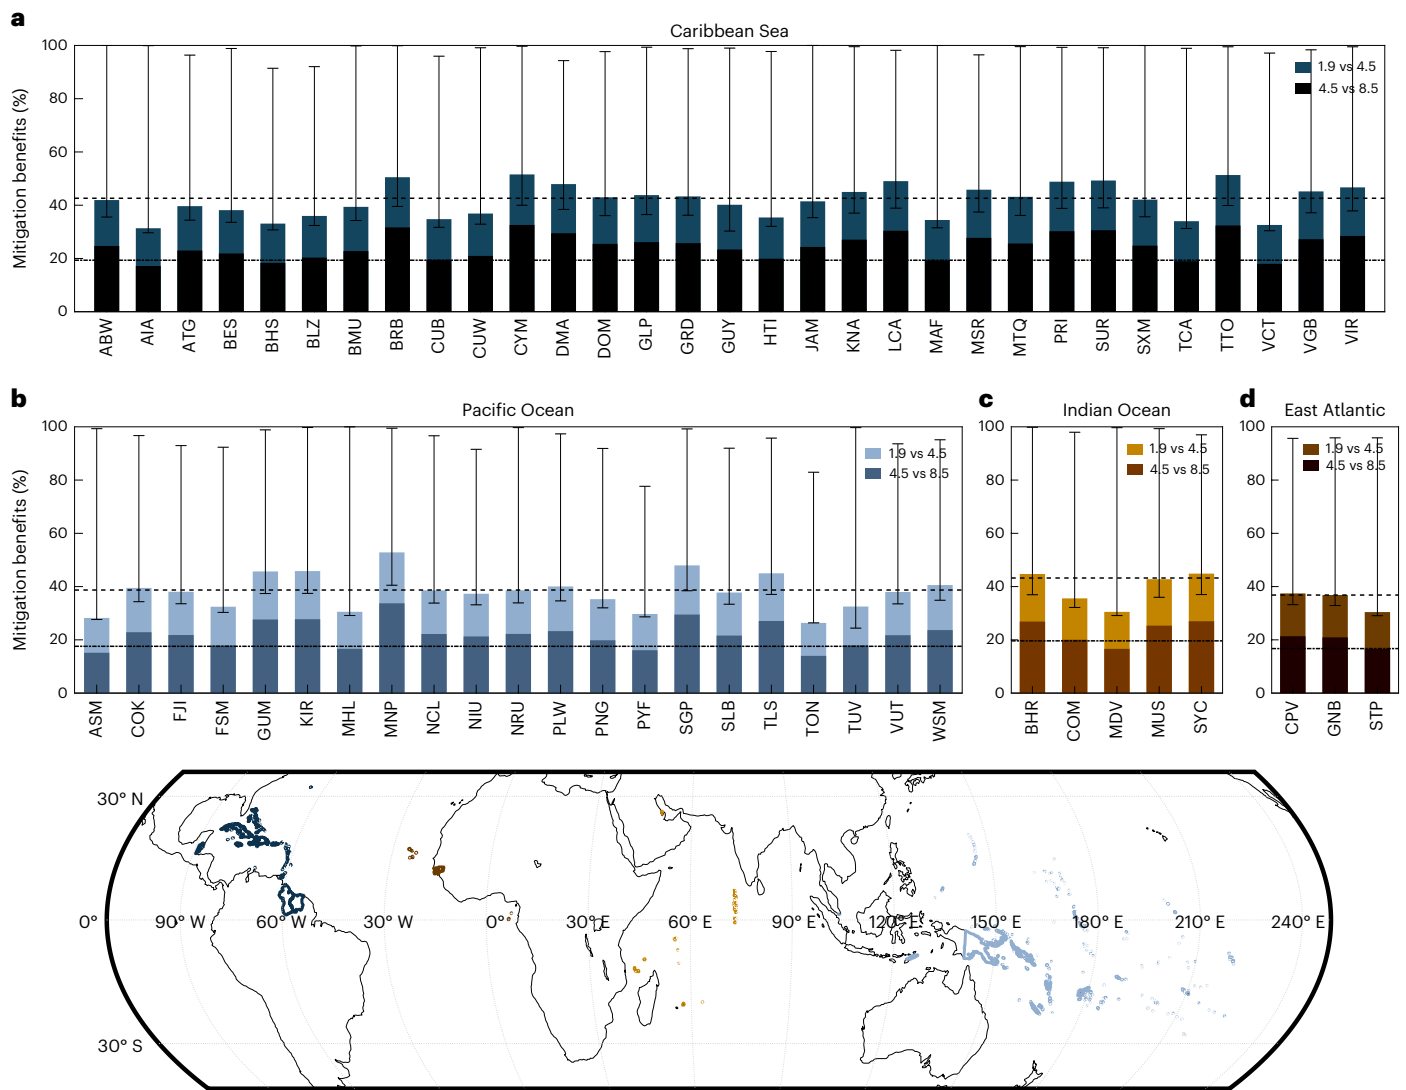 a
Caribbean Sea
Mitigation benefits (%)
100
80
60
40
20
0
1.9 vs 4.5
4.5 vs 8.5
ABW AIA ATG BES BHS BLZ BMU BRB CUB CUW CYM DMA DOM GLP GRD GUY HTI JAM KNA LCA MAF MSR MTQ PRI SUR SXM TCA TTO VCT VGB VIR
b
Pacific Ocean
Mitigation benefits (%)
100
80
60
40
20
0
1.9 vs 4.5
4.5 vs 8.5
ASM COK FJI FSM GUM KIR MHL MNP NCL NIU NRU PLW PNG PYF SGP SLB TLS TON TUV VUT WSM
c
Indian Ocean
100
80
60
40
20
0
1.9 vs 4.5
4.5 vs 8.5
BHR COM MDV MUS SYC
d
East Atlantic
100
80
60
40
20
0
1.9 vs 4.5
4.5 vs 8.5
CPV GNB STP
30° N
0° 90° W 60° W 30° W 0° E 30° E 60° E 90° E 120° E 150° E 180° E 210° E 240° E
30° S